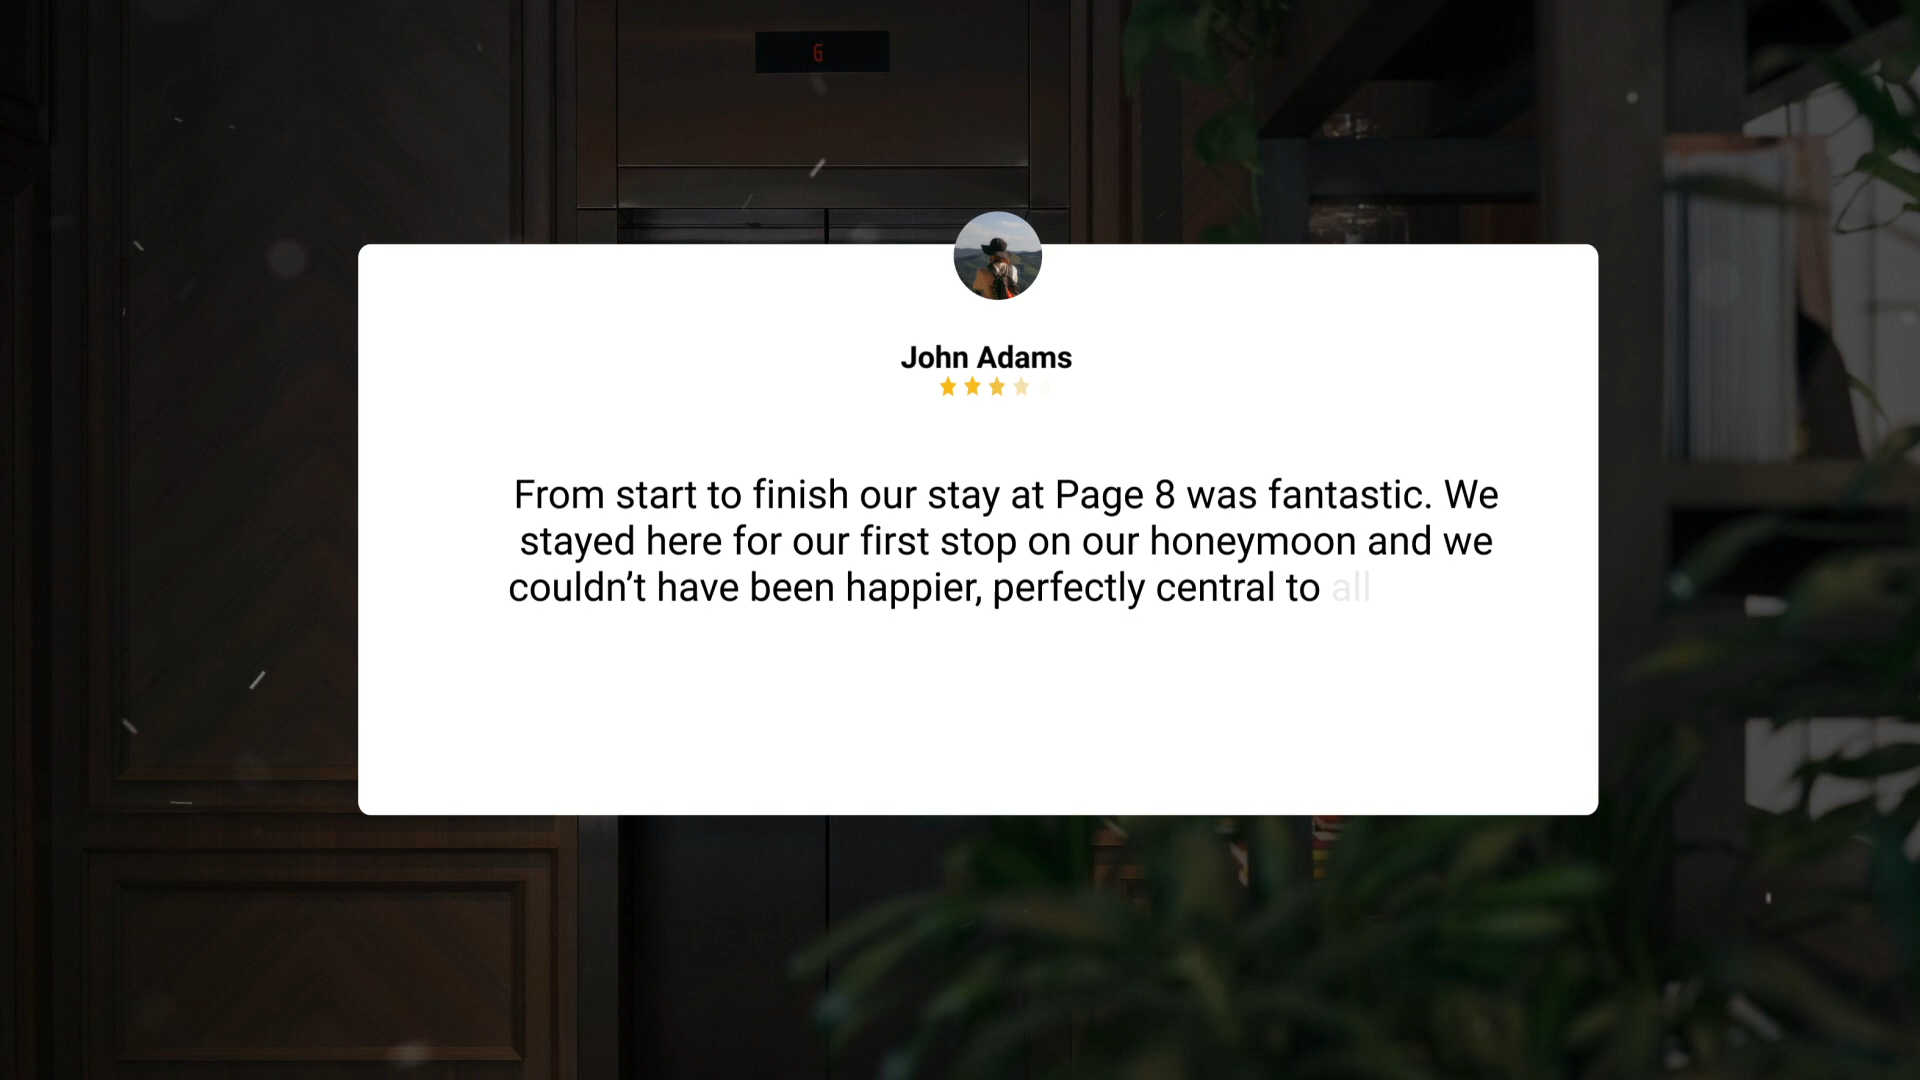 G
John Adams
From start to finish our stay at Page 8 was fantastic. We
stayed here for our first stop on our honeymoon and we
couldn’t have been happier, perfectly central to all